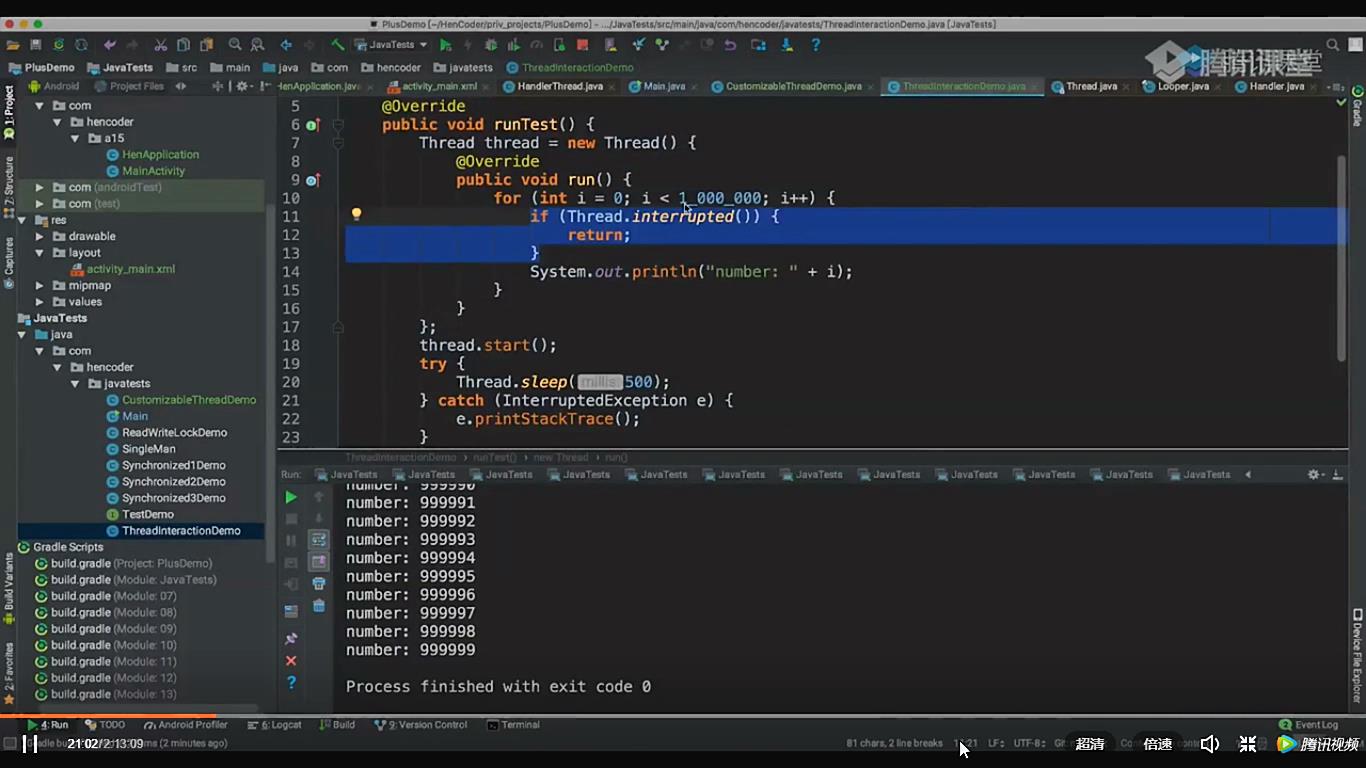 PlusDemo [~/HenCoder/priv_projects/PlusDemo] – .../JavaTests/src/main/java/com/hencoder/javatests/ThreadInteractionDemo.java [JavaTests]
JavaTests
腾讯课堂
PlusDemo JavaTests src main java com hencoder javatests ThreadInteractionDemo
Android Project Files
HenApplication.java activity_main.xml HandlerThread.java Main.java CustomizableThreadDemo.java ThreadInteractionDemo.java Thread.java Looper.java Handler.java
1: Project
Z: Structure
Captures
Build Variants
2: Favorites
Gradle
Device File Explorer
com
hencoder
a15
HenApplication
MainActivity
com (androidTest)
com (test)
res
drawable
layout
activity_main.xml
mipmap
values
JavaTests
java
com
hencoder
javatests
CustomizableThreadDemo
Main
ReadWriteLockDemo
SingleMan
Synchronized1Demo
Synchronized2Demo
Synchronized3Demo
TestDemo
ThreadInteractionDemo
Gradle Scripts
build.gradle (Project: PlusDemo)
build.gradle (Module: JavaTests)
build.gradle (Module: 07)
build.gradle (Module: 08)
build.gradle (Module: 09)
build.gradle (Module: 10)
build.gradle (Module: 11)
build.gradle (Module: 12)
build.gradle (Module: 13)
5 @Override
6 public void runTest() {
7 Thread thread = new Thread() {
8 @Override
9 public void run() {
10 for (int i = 0; i < 1_000_000; i++) {
11 if (Thread.interrupted()) {
12 return;
13 }
14 System.out.println("number: " + i);
15 }
16 }
17 };
18 thread.start();
19 try {
20 Thread.sleep( millis: 500);
21 } catch (InterruptedException e) {
22 e.printStackTrace();
23 }
ThreadInteractionDemo runTest() new Thread run()
Run: JavaTests JavaTests JavaTests JavaTests JavaTests JavaTests JavaTests JavaTests JavaTests JavaTests JavaTests JavaTests
number: 999990
number: 999991
number: 999992
number: 999993
number: 999994
number: 999995
number: 999996
number: 999997
number: 999998
number: 999999
Process finished with exit code 0
4: Run TODO Android Profiler 6: Logcat Build 9: Version Control Terminal Event Log
(2 minutes ago)
21:02/2:13:09
81 chars, 2 line breaks LF÷ UTF-8÷
超清 倍速 腾讯视频